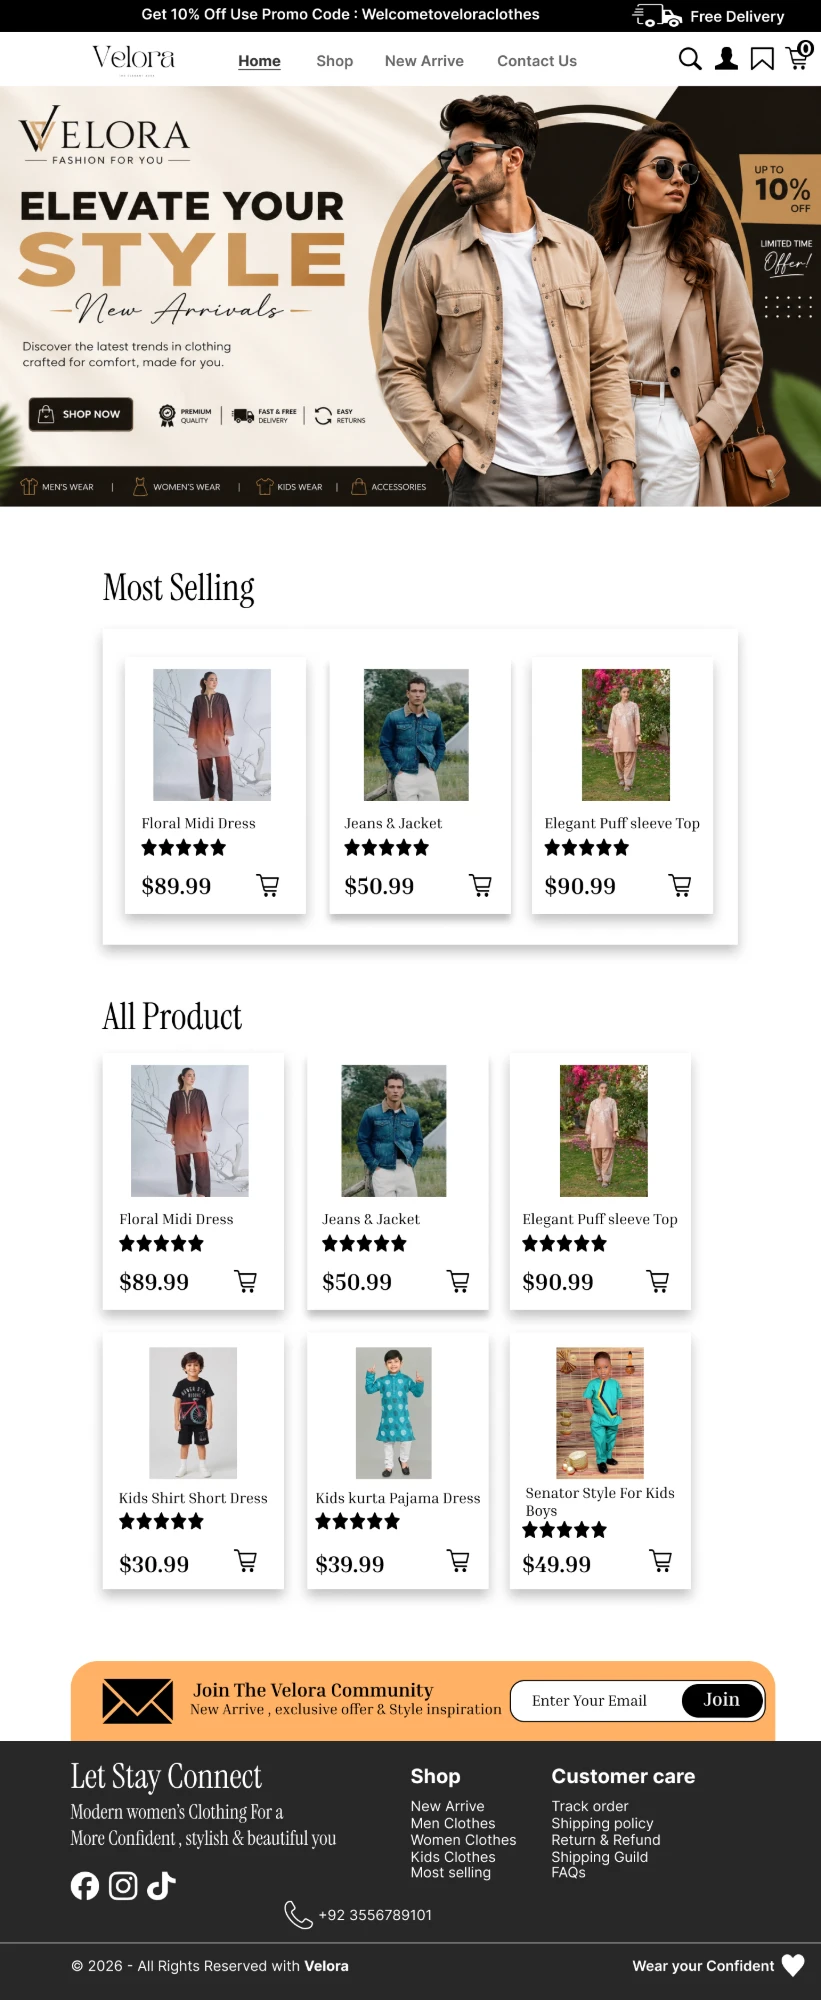 Get 10% Off Use Promo Code : Welcometoveloraclothes
Free Delivery
Velora
Home
Shop
New Arrive
Contact Us
0
VELORA
FASHION FOR YOU
ELEVATE YOUR
STYLE
New Arrivals
Discover the latest trends in clothing
crafted for comfort, made for you.
SHOP NOW
PREMIUM
QUALITY
FAST & FREE
DELIVERY
EASY
RETURNS
MEN'S WEAR
WOMEN'S WEAR
KIDS WEAR
ACCESSORIES
UP TO
10%
OFF
LIMITED TIME
Offer!
Most Selling
Floral Midi Dress
$89.99
Jeans & Jacket
$50.99
Elegant Puff sleeve Top
$90.99
All Product
Floral Midi Dress
$89.99
Jeans & Jacket
$50.99
Elegant Puff sleeve Top
$90.99
Kids Shirt Short Dress
$30.99
Kids kurta Pajama Dress
$39.99
Senator Style For Kids
Boys
$49.99
Join The Velora Community
New Arrive , exclusive offer & Style inspiration
Enter Your Email
Join
Let Stay Connect
Modern women's Clothing For a
More Confident , stylish & beautiful you
Shop
New Arrive
Men Clothes
Women Clothes
Kids Clothes
Most selling
Customer care
Track order
Shipping policy
Return & Refund
Shipping Guild
FAQs
+92 3556789101
© 2026 - All Rights Reserved with Velora
Wear your Confident